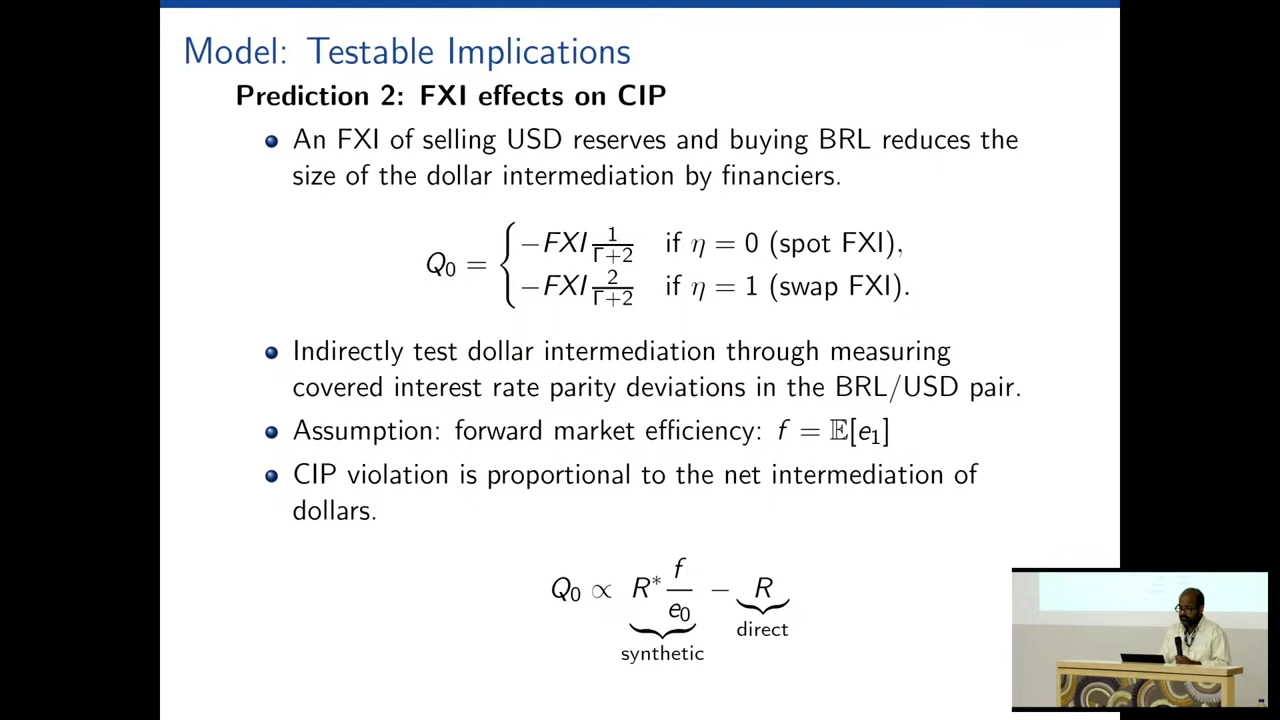 Model: Testable Implications
Prediction 2: FXI effects on CIP
An FXI of selling USD reserves and buying BRL reduces the
size of the dollar intermediation by financiers.
Q₀ = { −FXI 1/(Γ+2) if η = 0 (spot FXI),
−FXI 2/(Γ+2) if η = 1 (swap FXI).
Indirectly test dollar intermediation through measuring
covered interest rate parity deviations in the BRL/USD pair.
Assumption: forward market efficiency: f = 𝔼[e₁]
CIP violation is proportional to the net intermediation of
dollars.
Q₀ ∝ R* f/e₀ − R
synthetic direct